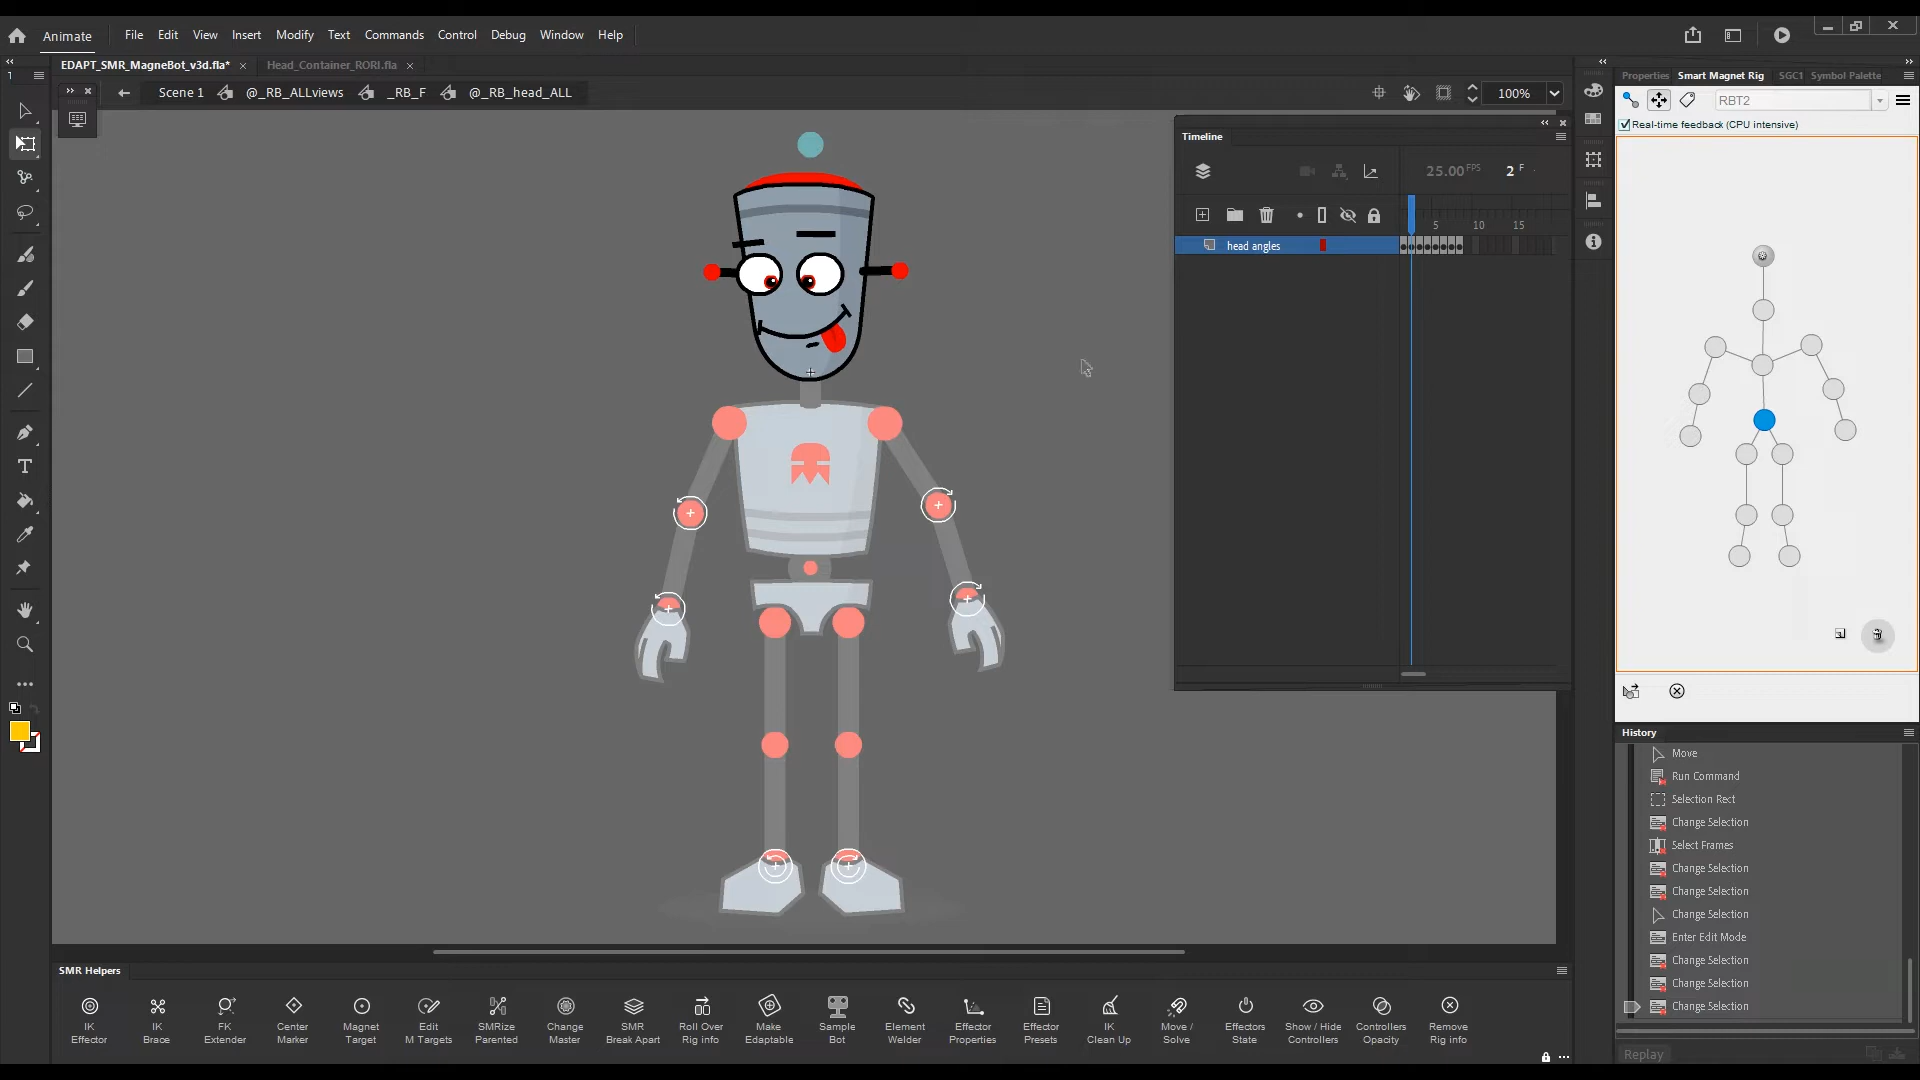 Animate File Edit View Insert Modify Text Commands Control Debug Window Help
EDAPT_SMR_MagneBot_v3d.fla* Head_Container_RORI.fla
Scene 1 @_RB_ALLviews _RB_F @_RB_head_ALL 100%
Timeline
25.00 FPS 2 F
5 10 15
head angles
Properties Smart Magnet Rig SGC1 Symbol Palette
RBT2
Real-time feedback (CPU intensive)
History
Move
Run Command
Selection Rect
Change Selection
Select Frames
Change Selection
Change Selection
Change Selection
Enter Edit Mode
Change Selection
Change Selection
Change Selection
Replay
SMR Helpers
IK Effector
IK Brace
FK Extender
Center Marker
Magnet Target
Edit M Targets
SMRize Parented
Change Master
SMR Break Apart
Roll Over Rig info
Make Adeptable
Sample Bot
Element Welder
Effector Properties
Effector Presets
IK Clean Up
Move / Solve
Effectors State
Show / Hide Controllers
Controllers Opacity
Remove Rig info